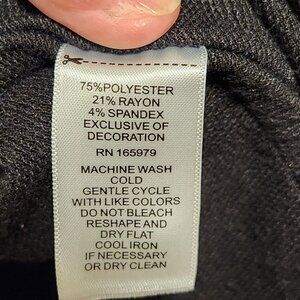 75%POLYESTER
21% RAYON
4% SPANDEX
EXCLUSIVE OF
DECORATION
RN 165979
MACHINE WASH
COLD
GENTLE CYCLE
WITH LIKE COLORS
DO NOT BLEACH
RESHAPE AND
DRY FLAT
COOL IRON
IF NECESSARY
OR DRY CLEAN